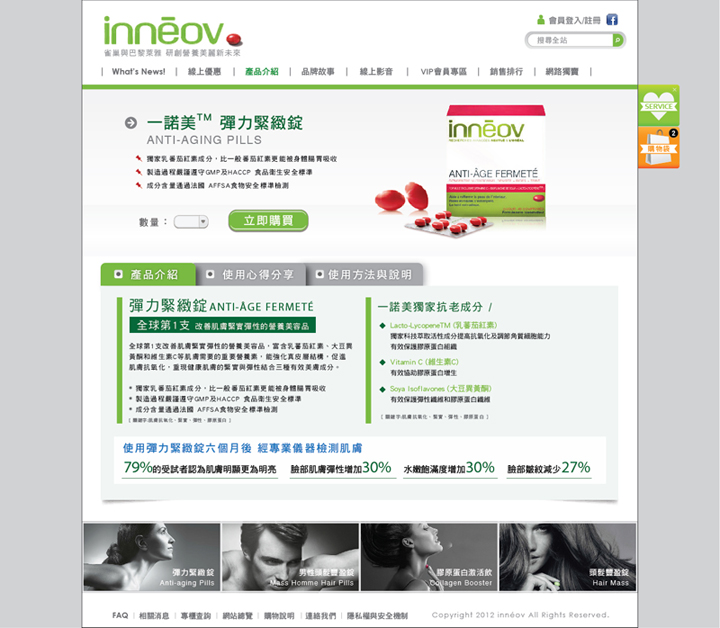 innēov
雀巢與巴黎萊雅 研創營養美麗新未來
會員登入/註冊
搜尋全站
What's News!
線上優惠
產品介紹
品牌故事
線上影音
VIP會員專區
銷售排行
網路獨賣
SERVICE
購物袋 2
一諾美™ 彈力緊緻錠
ANTI-AGING PILLS
獨家乳番茄紅素成分，比一般番茄紅素更能被身體腸胃吸收
製造過程嚴謹遵守GMP及HACCP 食品衛生安全標準
成分含量通過法國 AFFSA食物安全標準檢測
數量：
立即購買
innēov
ANTI-ÂGE FERMETÉ
產品介紹
使用心得分享
使用方法與說明
彈力緊緻錠 ANTI-ÂGE FERMETÉ
全球第1支 改善肌膚緊實彈性的營養美容品
全球第1支改善肌膚緊實彈性的營養美容品，富含乳番茄紅素、大豆異
黃酮和維生素C等肌膚需要的重要營養素，能強化真皮層結構，促進
肌膚抗氧化，重現健康肌膚的緊實與彈性結合三種有效美膚成分。
* 獨家乳番茄紅素成分，比一般番茄紅素更能被身體腸胃吸收
* 製造過程嚴謹遵守GMP及HACCP 食品衛生安全標準
* 成分含量通過法國 AFFSA食物安全標準檢測
[ 關鍵字:肌膚抗氧化、緊實、彈性、膠原蛋白 ]
一諾美獨家抗老成分 /
Lacto-LycopeneTM (乳番茄紅素)
獨家科技萃取活性成分提高抗氧化及調節角質細胞能力
有效保護膠原蛋白組織
Vitamin C (維生素C)
有效協助膠原蛋白增生
Soya Isoflavones (大豆異黃酮)
有效保護彈性纖維和膠原蛋白纖維
[ 關鍵字:肌膚抗氧化、緊實、彈性、膠原蛋白 ]
使用彈力緊緻錠六個月後 經專業儀器檢測肌膚
79%的受試者認為肌膚明顯更為明亮
臉部肌膚彈性增加30%
水嫩飽滿度增加30%
臉部皺紋減少27%
彈力緊緻錠
Anti-aging Pills
男性頭髮豐盈錠
Mass Homme Hair Pills
膠原蛋白激活飲
Collagen Booster
頭髮豐盈錠
Hair Mass
FAQ | 相關消息 | 專櫃查詢 | 網站總覽 | 購物說明 | 連絡我們 | 隱私權與安全機制
Copyright 2012 innéov All Rights Reserved.